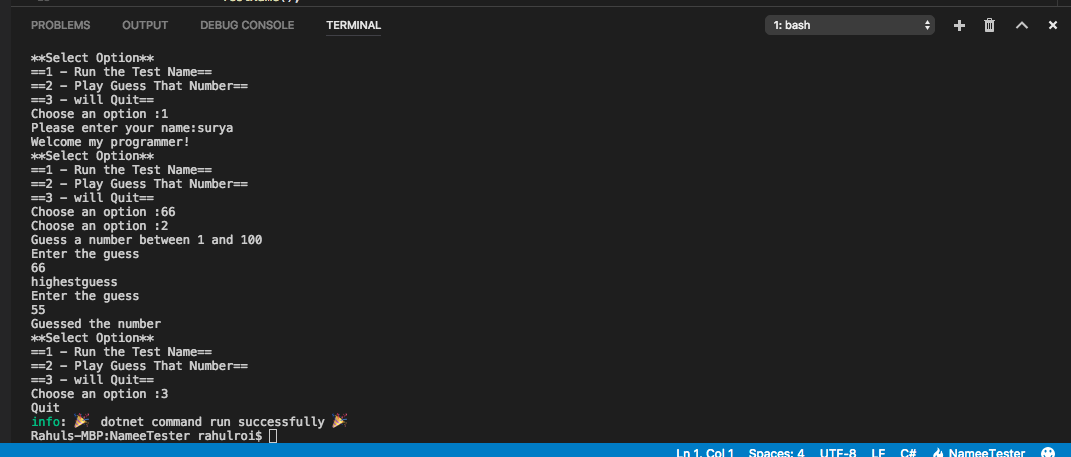 PROBLEMS OUTPUT DEBUG CONSOLE TERMINAL 1: bash
**Select Option**
==1 - Run the Test Name==
==2 - Play Guess That Number==
==3 - will Quit==
Choose an option :1
Please enter your name:surya
Welcome my programmer!
**Select Option**
==1 - Run the Test Name==
==2 - Play Guess That Number==
==3 - will Quit==
Choose an option :66
Choose an option :2
Guess a number between 1 and 100
Enter the guess
66
highestguess
Enter the guess
55
Guessed the number
**Select Option**
==1 - Run the Test Name==
==2 - Play Guess That Number==
==3 - will Quit==
Choose an option :3
Quit
info: 🎉 dotnet command run successfully 🎉
Rahuls-MBP:NameeTester rahulroi$
Ln 1, Col 1 Spaces: 4 UTF-8 LF C# NameeTester